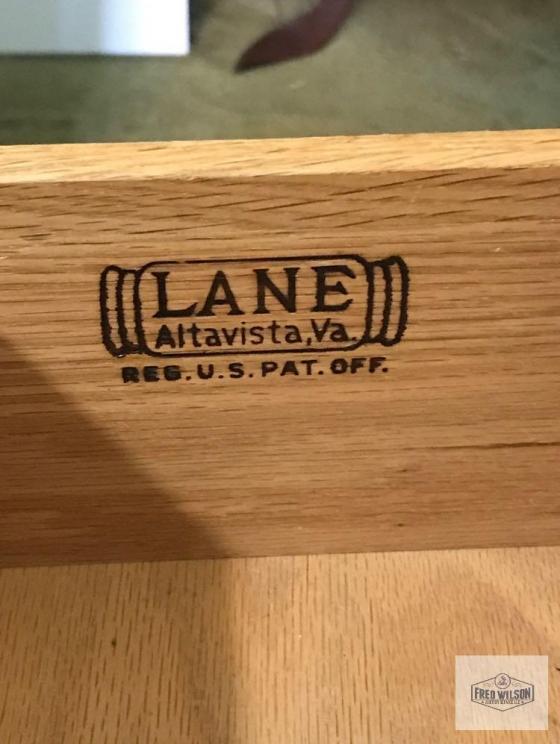 LANE
Altavista, Va.
REG. U.S. PAT. OFF.
FRED WILSON